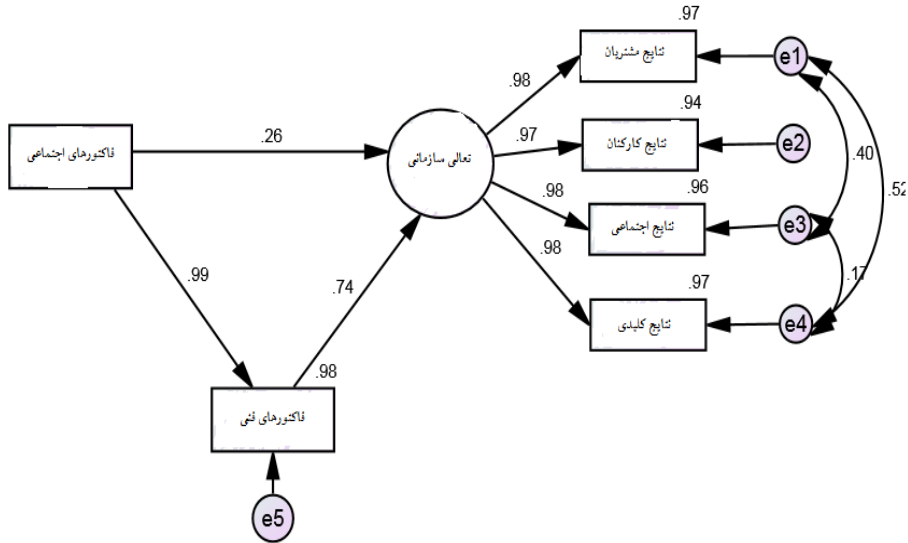 .97
نتایج مشتریان
e1
.98
.94
.26
.97
نتایج کارکنان
e2
فاکتورهای اجتماعی
تعالی سازمانی
.40
.96
.52
.98
نتایج اجتماعی
e3
.98
.99
.74
.97
.17
نتایج کلیدی
e4
.98
فاکتورهای فنی
e5